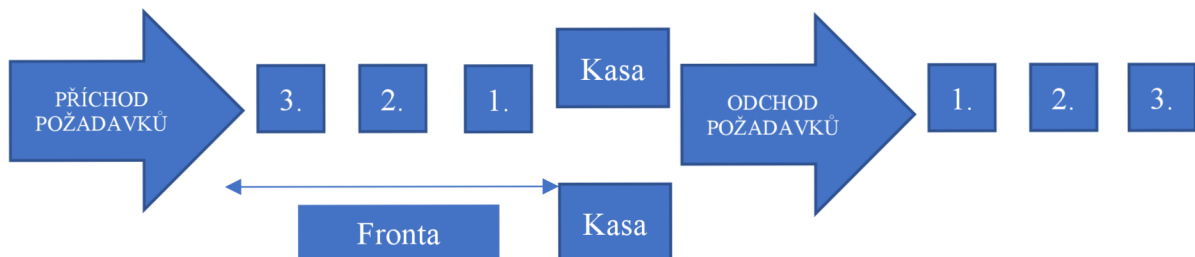 PŘÍCHOD
POŽADAVKŮ
3.
2.
1.
Kasa
ODCHOD
POŽADAVKŮ
1.
2.
3.
Fronta
Kasa